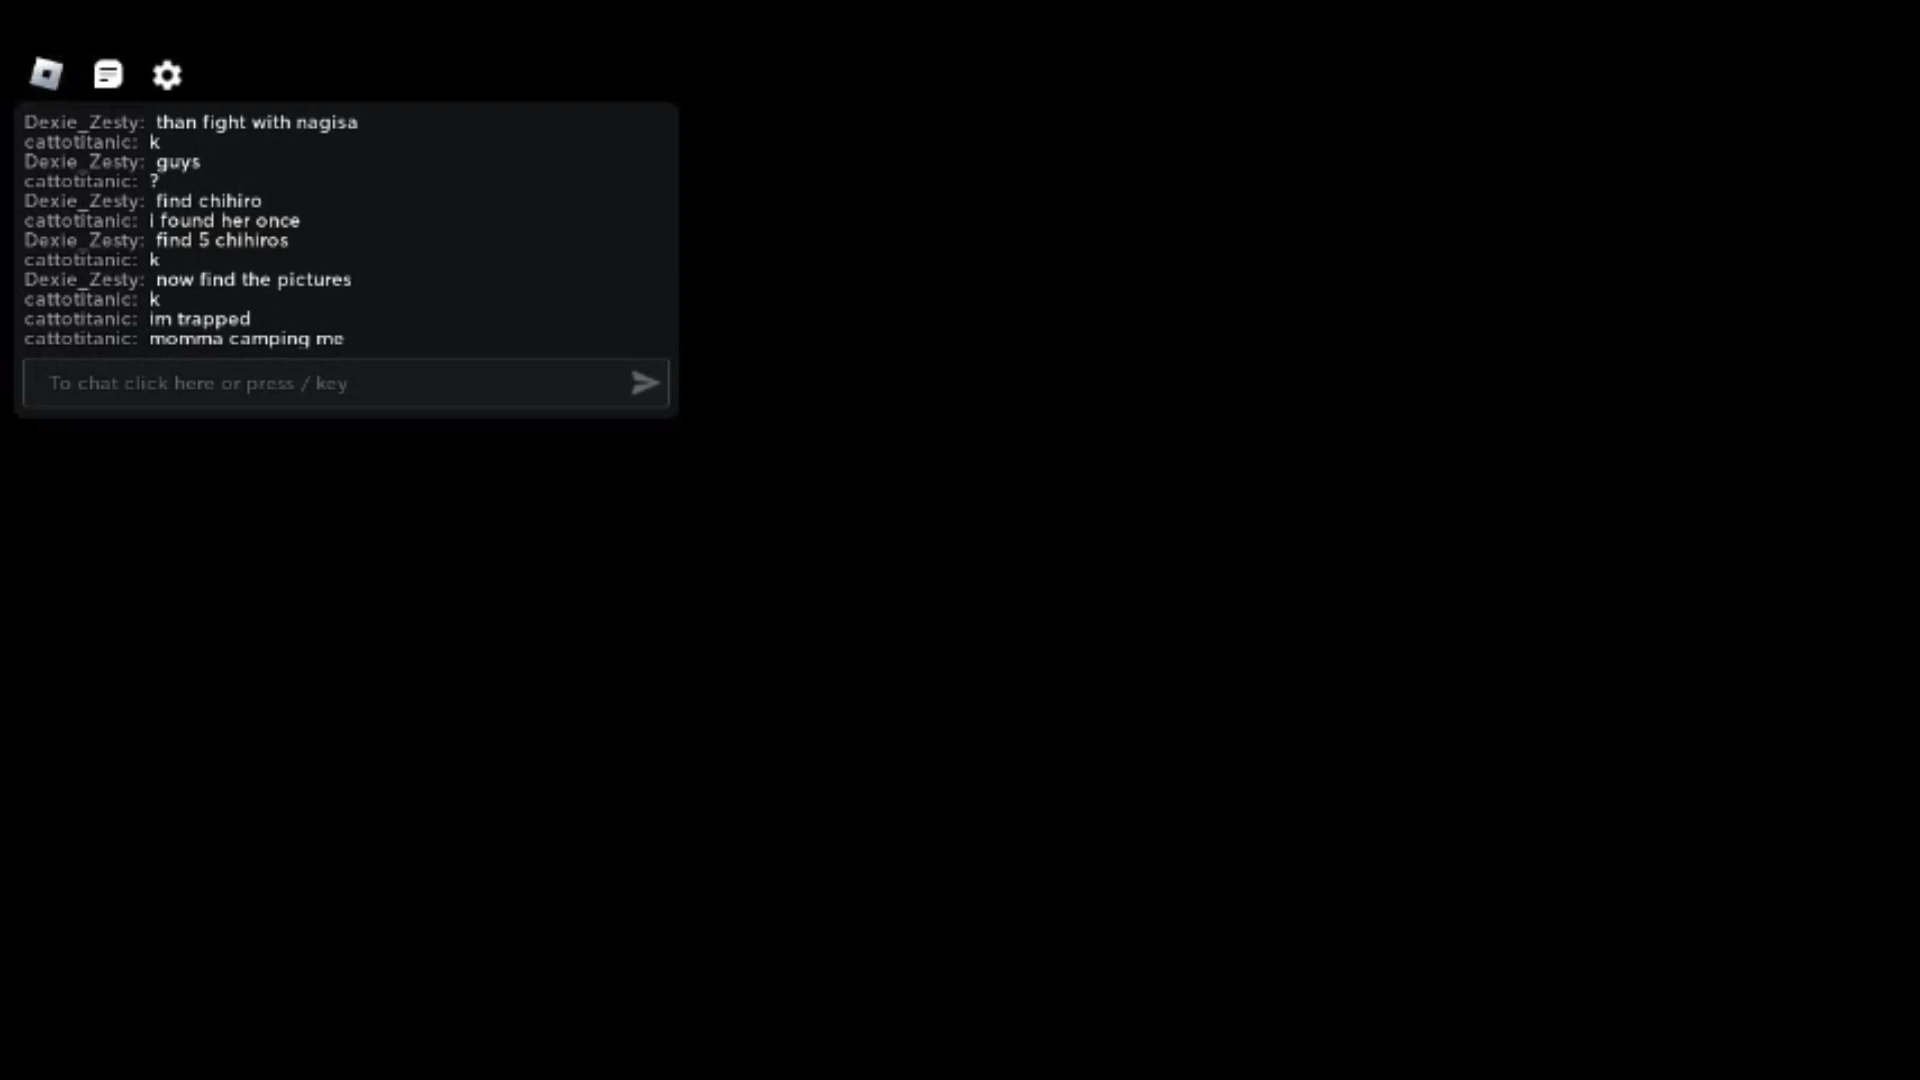 Dexie_Zesty: than fight with nagisa
cattotitanic: k
Dexie_Zesty: guys
cattotitanic: ?
Dexie_Zesty: find chihiro
cattotitanic: i found her once
Dexie_Zesty: find 5 chihiros
cattotitanic: k
Dexie_Zesty: now find the pictures
cattotitanic: k
cattotitanic: im trapped
cattotitanic: momma camping me
To chat click here or press / key